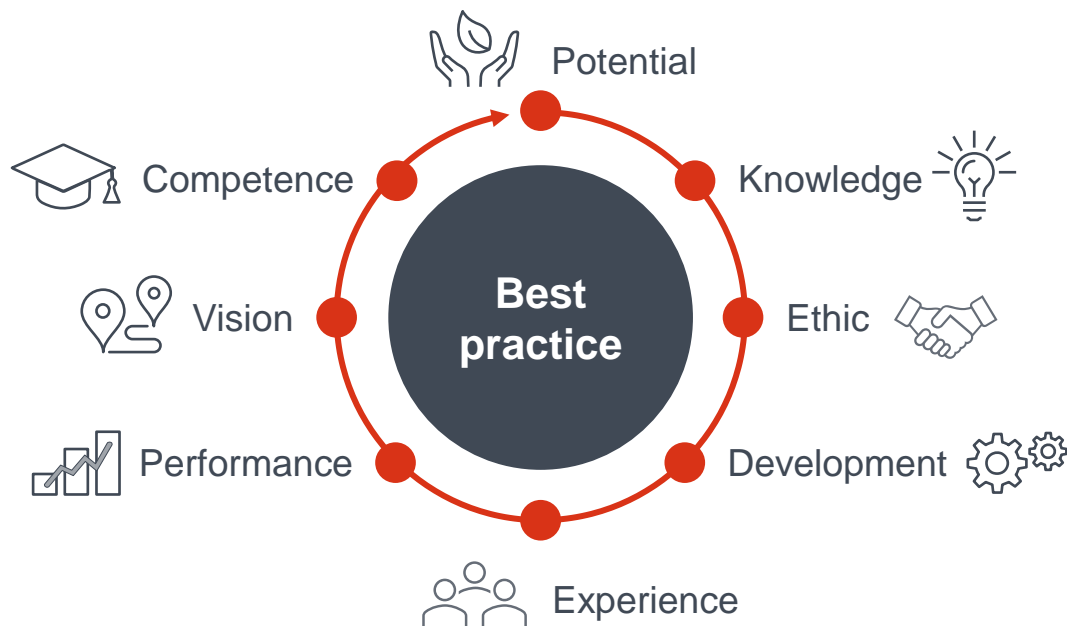 Potential
Knowledge
Ethic
Development
Experience
Performance
Vision
Competence
Best
practice